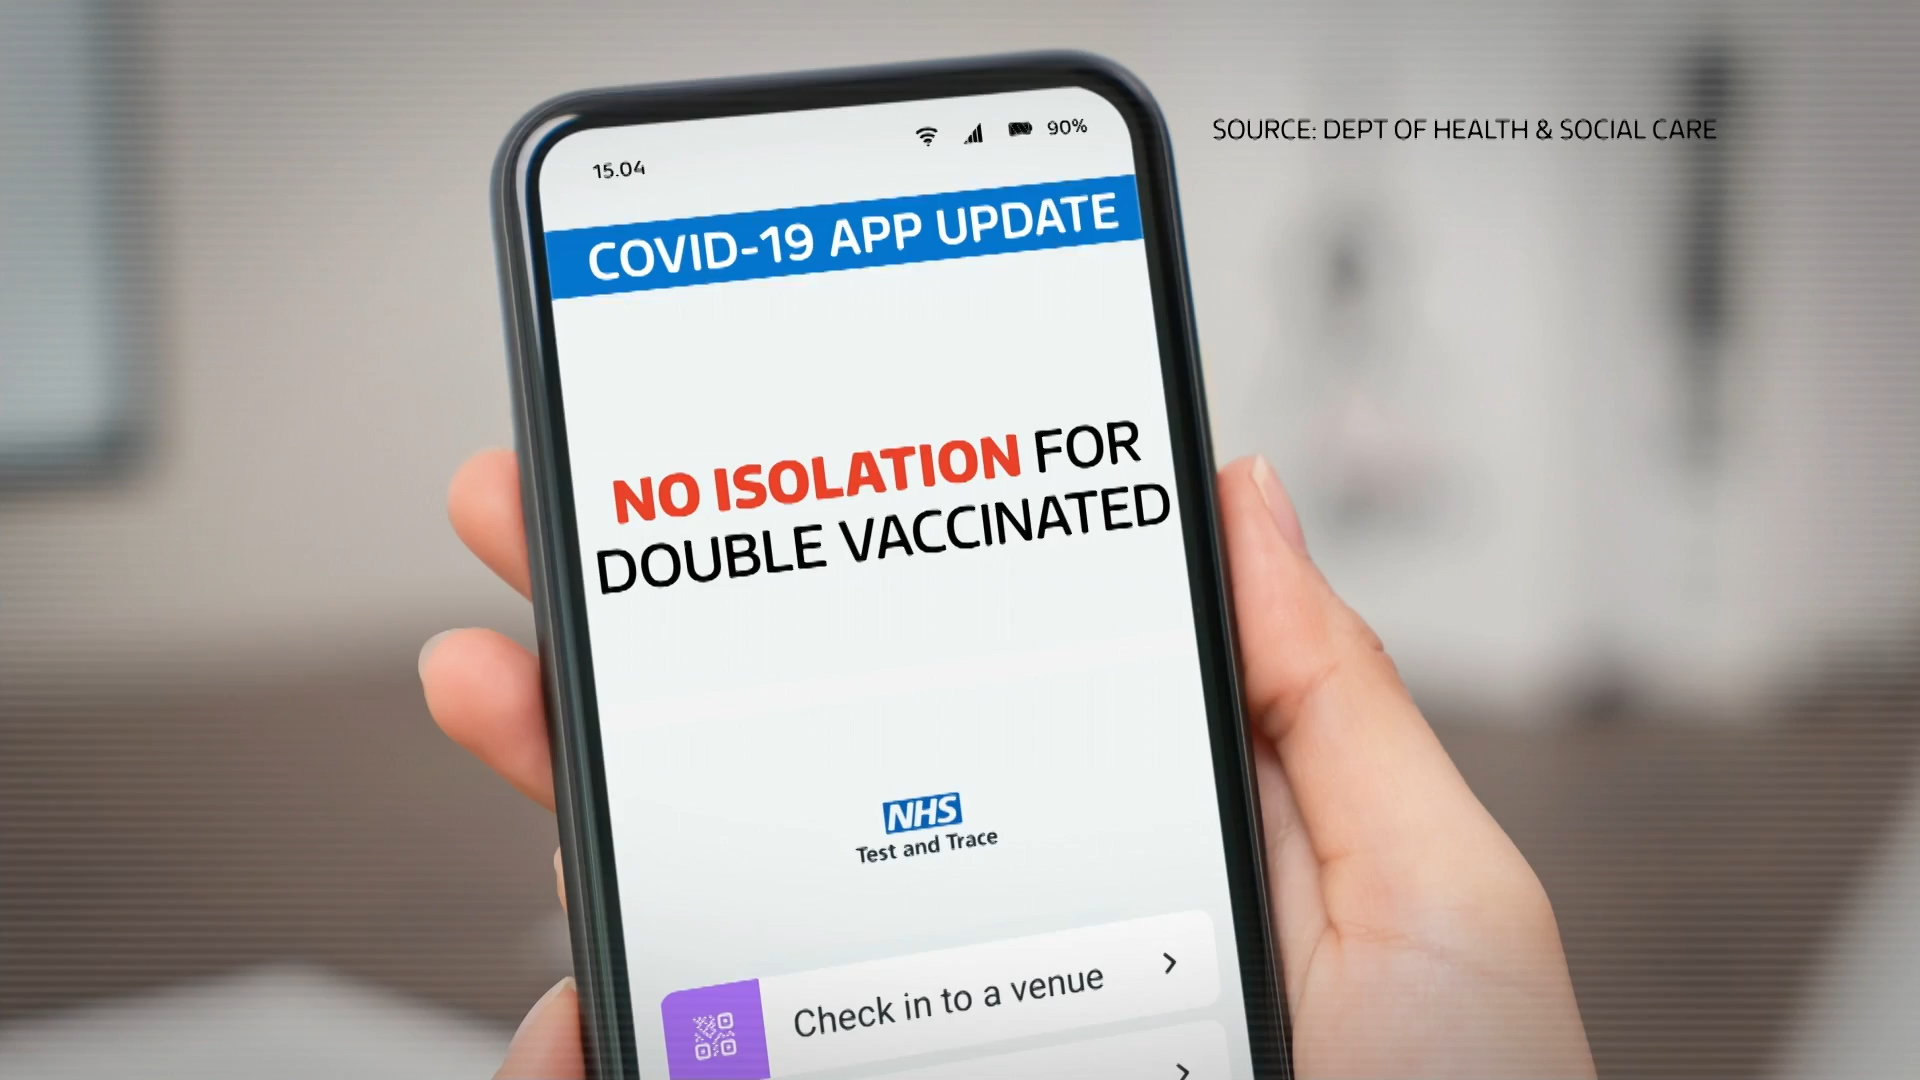 SOURCE: DEPT OF HEALTH & SOCIAL CARE
15.04
90%
COVID-19 APP UPDATE
NO ISOLATION FOR
DOUBLE VACCINATED
NHS
Test and Trace
Check in to a venue